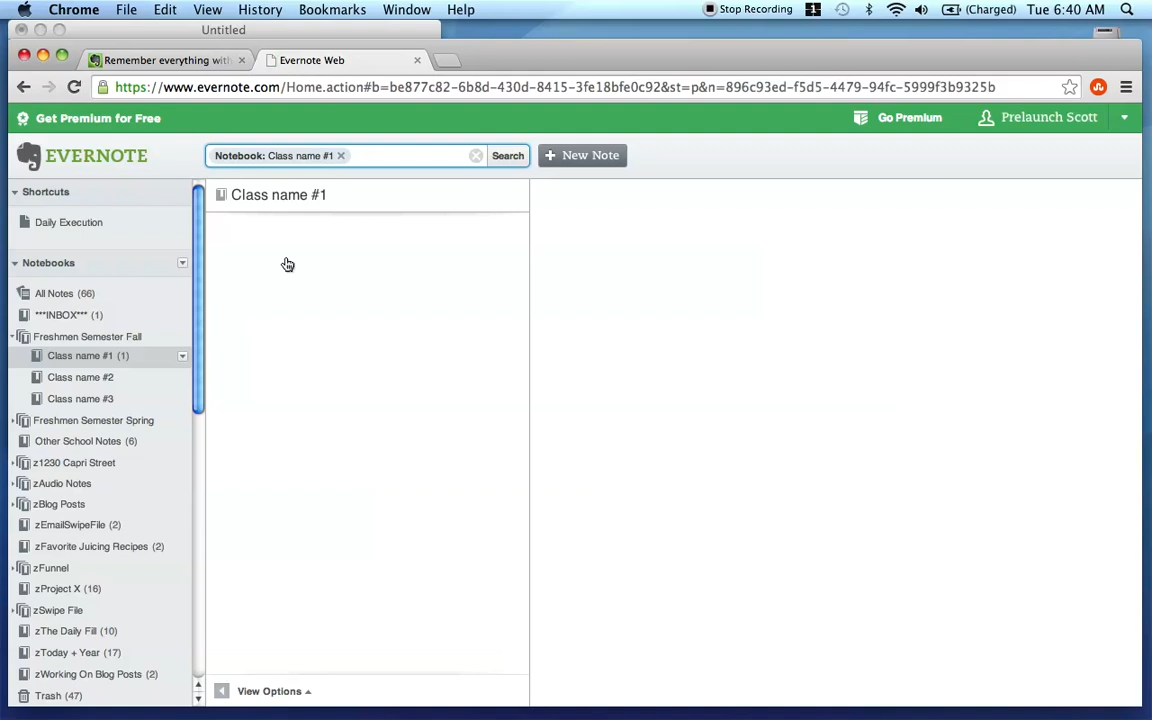 Chrome File Edit View History Bookmarks Window Help Stop Recording 1 (Charged) Tue 6:40 AM
Untitled
Remember everything with Evernote Web
https://www.evernote.com/Home.action#b=be877c82-6b8d-430d-8415-3fe18bfe0c92&st=p&n=896c93ed-f5d5-4479-94fc-5999f3b9325b
Get Premium for Free Go Premium Prelaunch Scott
EVERNOTE Notebook: Class name #1 Search + New Note
Shortcuts
Class name #1
Daily Execution
Notebooks
All Notes (66)
***INBOX*** (1)
Freshmen Semester Fall
Class name #1 (1)
Class name #2
Class name #3
Freshmen Semester Spring
Other School Notes (6)
z1230 Capri Street
zAudio Notes
zBlog Posts
zEmailSwipeFile (2)
zFavorite Juicing Recipes (2)
zFunnel
zProject X (16)
zSwipe File
zThe Daily Fill (10)
zToday + Year (17)
zWorking On Blog Posts (2)
Trash (47)
View Options